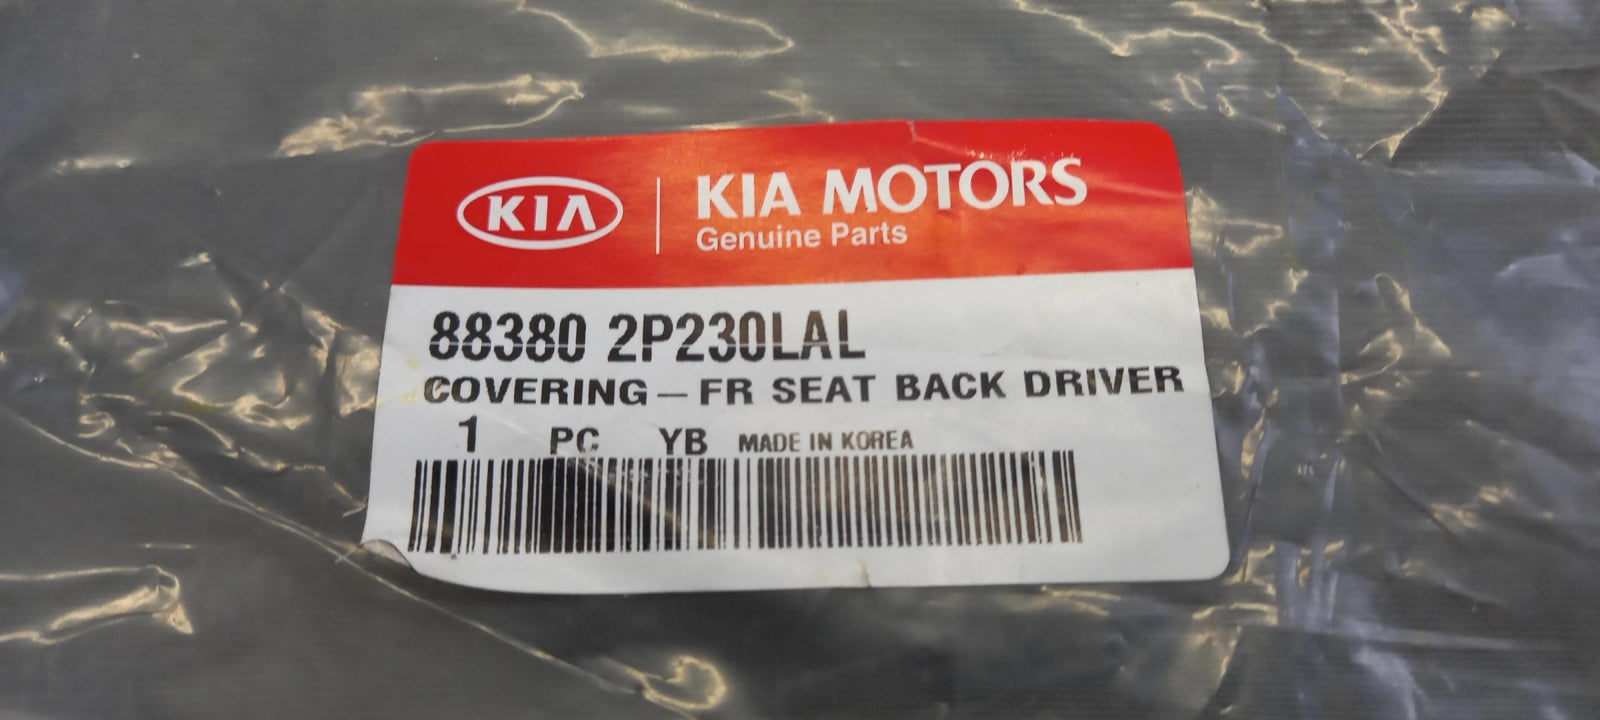 KIA
KIA MOTORS
Genuine Parts
88380 2P230LAL
COVERING-FR SEAT BACK DRIVER
1 PC YB MADE IN KOREA